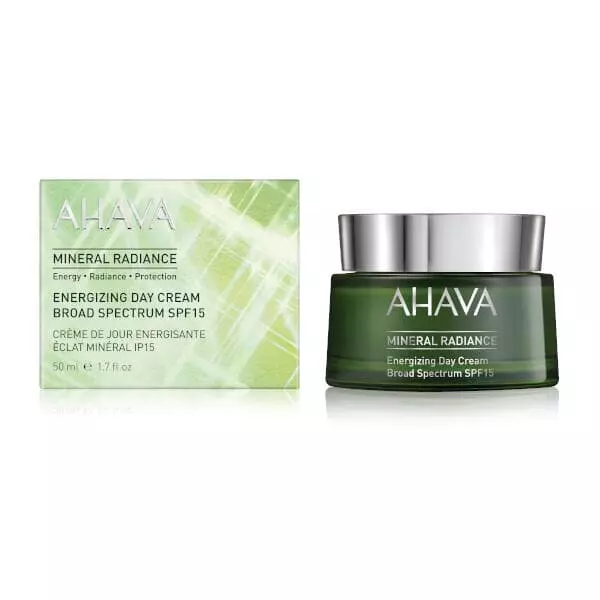 AHAVA
MINERAL RADIANCE
Energy • Radiance • Protection
ENERGIZING DAY CREAM
BROAD SPECTRUM SPF15
CRÈME DE JOUR ENERGISANTE
ÉCLAT MINÉRAL IP15
50 ml ℮ 1.7 fl oz
AHAVA
MINERAL RADIANCE
Energizing Day Cream
Broad Spectrum SPF15